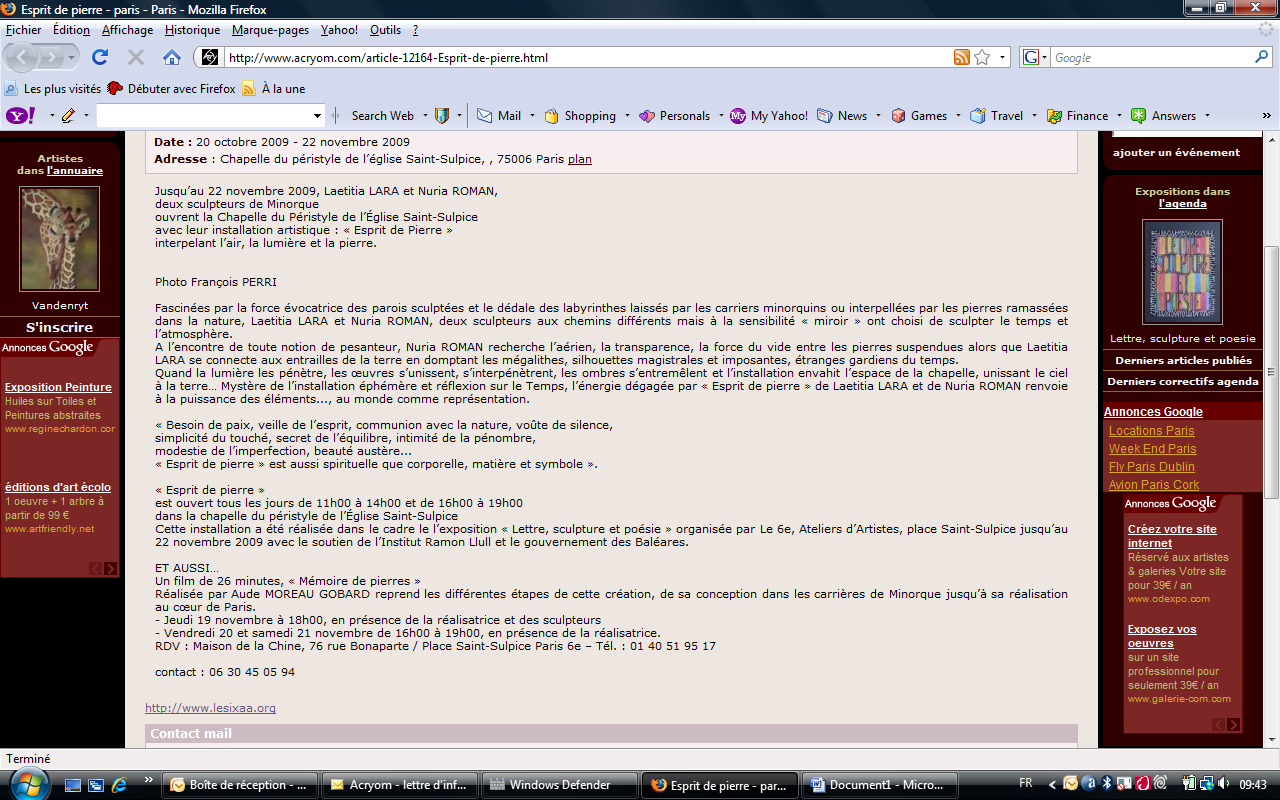 Esprit de pierre - paris - Paris - Mozilla Firefox
Fichier Édition Affichage Historique Marque-pages Yahoo! Outils ?
http://www.acryom.com/article-12164-Esprit-de-pierre.html
Google
Les plus visités Débuter avec Firefox À la une
Y! Search Web Mail Shopping Personals My Yahoo! News Games Travel Finance Answers »
Artistes
dans l'annuaire
Vandenryt
S'inscrire
Annonces Google
Exposition Peinture
Huiles sur Toiles et
Peintures abstraites
www.reginechardon.cor
éditions d'art écolo
1 oeuvre + 1 arbre à
partir de 99 €
www.artfriendly.net
Date : 20 octobre 2009 - 22 novembre 2009
Adresse : Chapelle du péristyle de l'église Saint-Sulpice, , 75006 Paris plan
Jusqu'au 22 novembre 2009, Laetitia LARA et Nuria ROMAN,
deux sculpteurs de Minorque
ouvrent la Chapelle du Péristyle de l'Église Saint-Sulpice
avec leur installation artistique : « Esprit de Pierre »
interpelant l'air, la lumière et la pierre.
Photo François PERRI
Fascinées par la force évocatrice des parois sculptées et le dédale des labyrinthes laissés par les carriers minorquins ou interpellées par les pierres ramassées
dans la nature, Laetitia LARA et Nuria ROMAN, deux sculpteurs aux chemins différents mais à la sensibilité « miroir » ont choisi de sculpter le temps et
l'atmosphère.
A l'encontre de toute notion de pesanteur, Nuria ROMAN recherche l'aérien, la transparence, la force du vide entre les pierres suspendues alors que Laetitia
LARA se connecte aux entrailles de la terre en domptant les mégalithes, silhouettes magistrales et imposantes, étranges gardiens du temps.
Quand la lumière les pénètre, les œuvres s'unissent, s'interpénètrent, les ombres s'entremêlent et l'installation envahit l'espace de la chapelle, unissant le ciel
à la terre... Mystère de l'installation éphémère et réflexion sur le Temps, l'énergie dégagée par « Esprit de pierre » de Laetitia LARA et de Nuria ROMAN renvoie
à la puissance des éléments..., au monde comme représentation.
« Besoin de paix, veille de l'esprit, communion avec la nature, voûte de silence,
simplicité du touché, secret de l'équilibre, intimité de la pénombre,
modestie de l'imperfection, beauté austère...
« Esprit de pierre » est aussi spirituelle que corporelle, matière et symbole ».
« Esprit de pierre »
est ouvert tous les jours de 11h00 à 14h00 et de 16h00 à 19h00
dans la chapelle du péristyle de l'Église Saint-Sulpice
Cette installation a été réalisée dans le cadre le l'exposition « Lettre, sculpture et poésie » organisée par Le 6e, Ateliers d'Artistes, place Saint-Sulpice jusqu'au
22 novembre 2009 avec le soutien de l'Institut Ramon Llull et le gouvernement des Baléares.
ET AUSSI...
Un film de 26 minutes, « Mémoire de pierres »
Réalisée par Aude MOREAU GOBARD reprend les différentes étapes de cette création, de sa conception dans les carrières de Minorque jusqu'à sa réalisation
au cœur de Paris.
- Jeudi 19 novembre à 18h00, en présence de la réalisatrice et des sculpteurs
- Vendredi 20 et samedi 21 novembre de 16h00 à 19h00, en présence de la réalisatrice.
RDV : Maison de la Chine, 76 rue Bonaparte / Place Saint-Sulpice Paris 6e – Tél. : 01 40 51 95 17
contact : 06 30 45 05 94
http://www.lesixaa.org
Contact mail
ajouter un événement
Expositions dans
l'agenda
Lettre, sculpture et poesie
Derniers articles publiés
Derniers correctifs agenda
Annonces Google
Locations Paris
Week End Paris
Fly Paris Dublin
Avion Paris Cork
Annonces Google
Créez votre site
internet
Réservé aux artistes
& galeries Votre site
pour 39€ / an
www.odexpo.com
Exposez vos
oeuvres
sur un site
professionnel pour
seulement 39€ / an
www.galerie-com.com
Terminé
» Boîte de réception - ... Acryom - lettre d'inf... Windows Defender Esprit de pierre - par... Document1 - Micro... FR 09:43